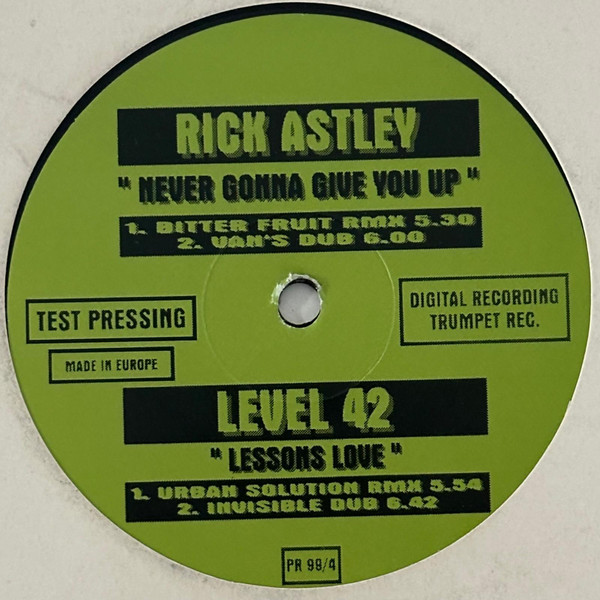 RICK ASTLEY
" NEVER GONNA GIVE YOU UP "
1. BITTER FRUIT RMX 5.30
2. VAN'S DUB 6.00
TEST PRESSING
MADE IN EUROPE
DIGITAL RECORDING
TRUMPET REC.
LEVEL 42
" LESSONS LOVE "
1. URBAN SOLUTION RMX 5.54
2. INVISIBLE DUB 6.42
PR 99/4